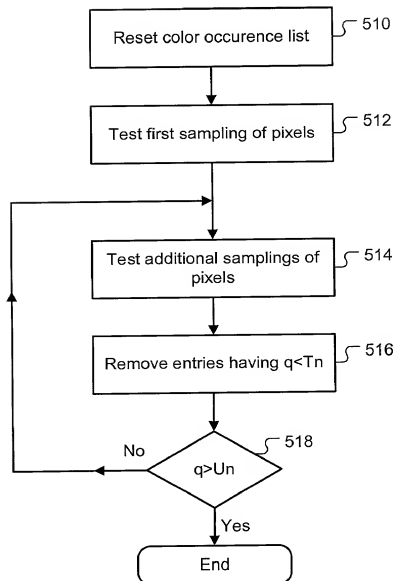 Reset color occurence list
510
Test first sampling of pixels
512
Test additional samplings of
pixels
514
Remove entries having q<Tn
516
518
No
q>Un
Yes
End